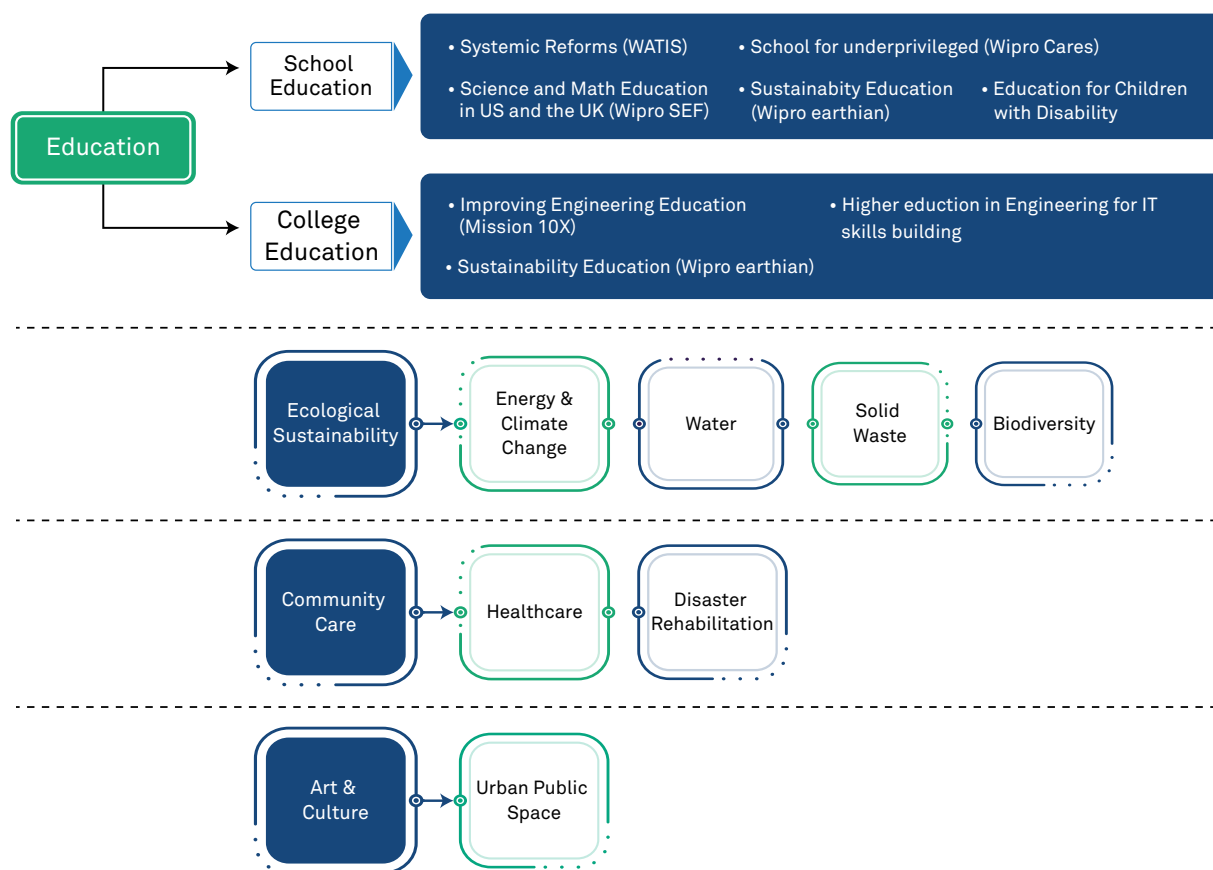 Education
School
Education
• Systemic Reforms (WATIS)
• School for underprivileged (Wipro Cares)
• Science and Math Education
in US and the UK (Wipro SEF)
• Sustainabity Education
(Wipro earthian)
• Education for Children
with Disability
College
Education
• Improving Engineering Education
(Mission 10X)
• Higher eduction in Engineering for IT
skills building
• Sustainability Education (Wipro earthian)
Ecological
Sustainability
Energy &
Climate
Change
Water
Solid
Waste
Biodiversity
Community
Care
Healthcare
Disaster
Rehabilitation
Art &
Culture
Urban Public
Space